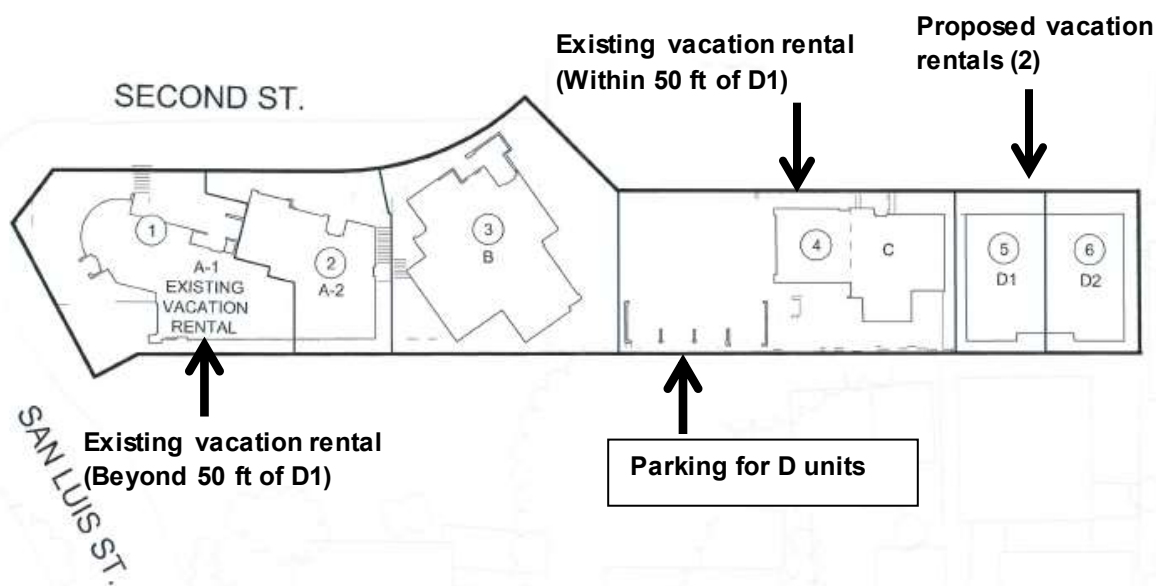 Proposed vacation
rentals (2)
Existing vacation rental
(Within 50 ft of D1)
SECOND ST.
1
A-1
EXISTING
VACATION
RENTAL
2
A-2
3
B
4
C
5
D1
6
D2
SAN LUIS ST.
Existing vacation rental
(Beyond 50 ft of D1)
Parking for D units